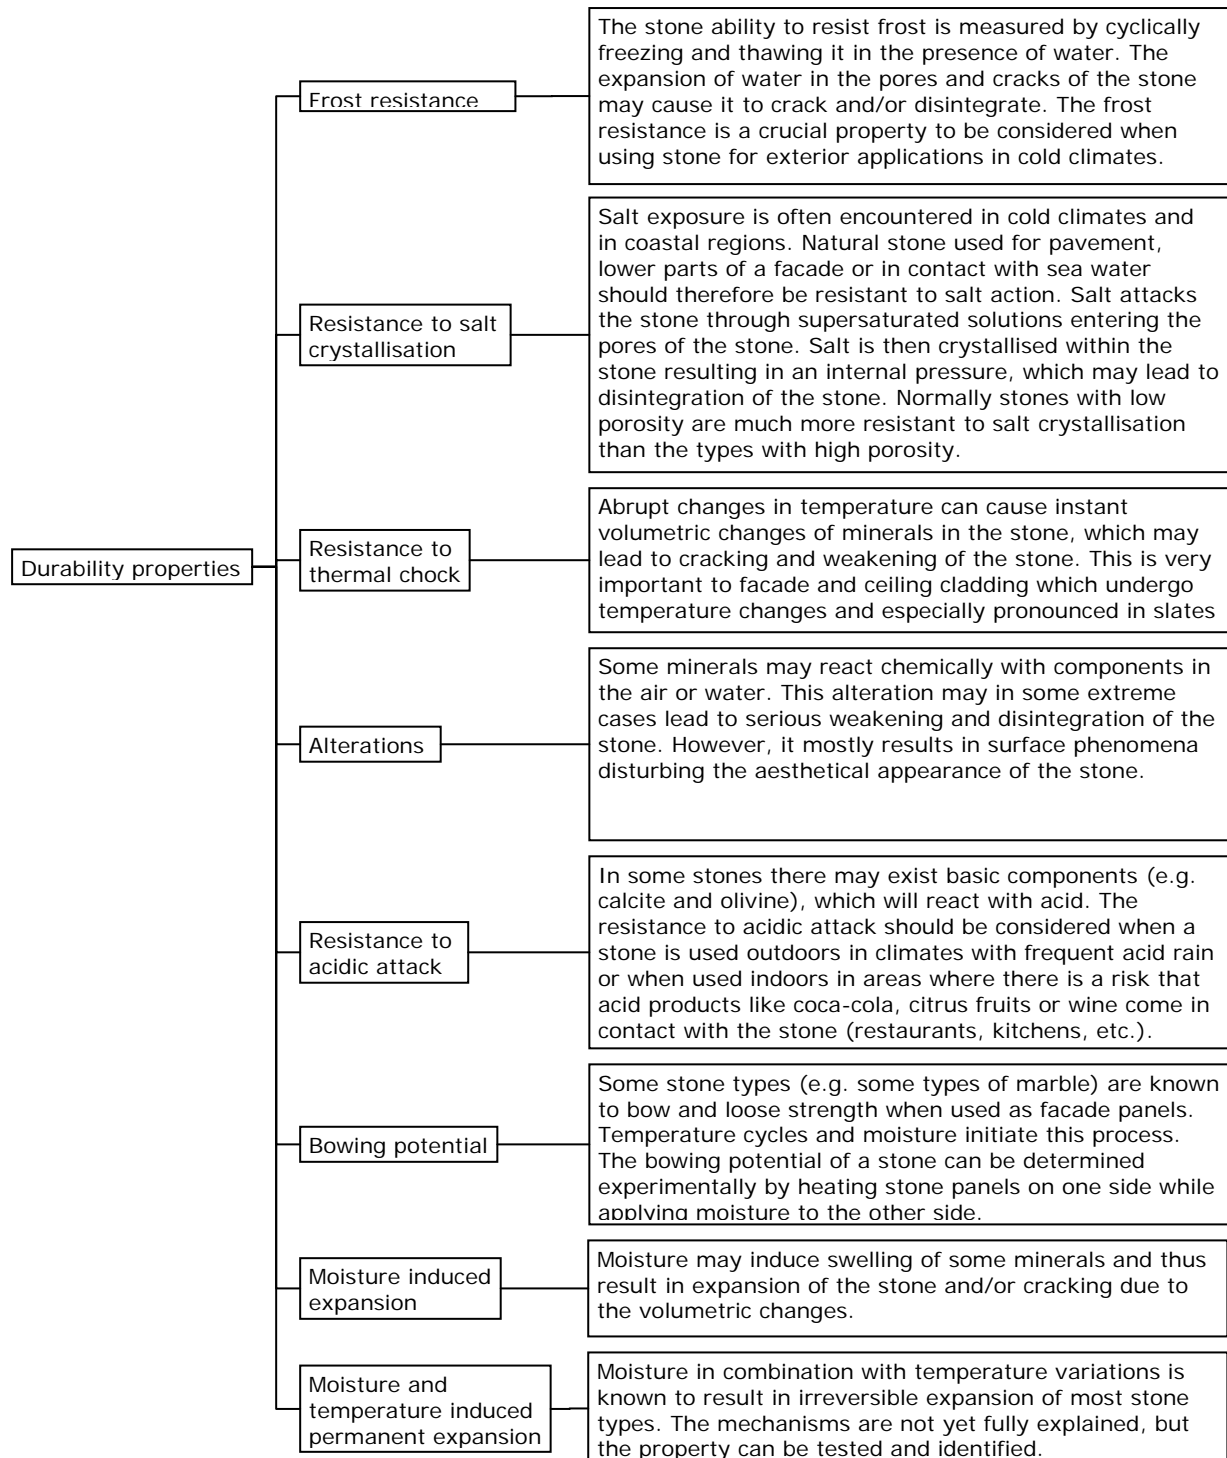 Durability properties
Frost resistance
The stone ability to resist frost is measured by cyclically
freezing and thawing it in the presence of water. The
expansion of water in the pores and cracks of the stone
may cause it to crack and/or disintegrate. The frost
resistance is a crucial property to be considered when
using stone for exterior applications in cold climates.
Resistance to salt
crystallisation
Salt exposure is often encountered in cold climates and
in coastal regions. Natural stone used for pavement,
lower parts of a facade or in contact with sea water
should therefore be resistant to salt action. Salt attacks
the stone through supersaturated solutions entering the
pores of the stone. Salt is then crystallised within the
stone resulting in an internal pressure, which may lead to
disintegration of the stone. Normally stones with low
porosity are much more resistant to salt crystallisation
than the types with high porosity.
Resistance to
thermal chock
Abrupt changes in temperature can cause instant
volumetric changes of minerals in the stone, which may
lead to cracking and weakening of the stone. This is very
important to facade and ceiling cladding which undergo
temperature changes and especially pronounced in slates
Alterations
Some minerals may react chemically with components in
the air or water. This alteration may in some extreme
cases lead to serious weakening and disintegration of the
stone. However, it mostly results in surface phenomena
disturbing the aesthetical appearance of the stone.
Resistance to
acidic attack
In some stones there may exist basic components (e.g.
calcite and olivine), which will react with acid. The
resistance to acidic attack should be considered when a
stone is used outdoors in climates with frequent acid rain
or when used indoors in areas where there is a risk that
acid products like coca-cola, citrus fruits or wine come in
contact with the stone (restaurants, kitchens, etc.).
Bowing potential
Some stone types (e.g. some types of marble) are known
to bow and loose strength when used as facade panels.
Temperature cycles and moisture initiate this process.
The bowing potential of a stone can be determined
experimentally by heating stone panels on one side while
applying moisture to the other side.
Moisture induced
expansion
Moisture may induce swelling of some minerals and thus
result in expansion of the stone and/or cracking due to
the volumetric changes.
Moisture and
temperature induced
permanent expansion
Moisture in combination with temperature variations is
known to result in irreversible expansion of most stone
types. The mechanisms are not yet fully explained, but
the property can be tested and identified.